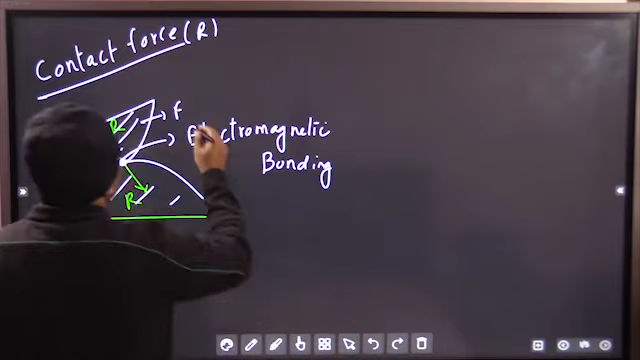 Contact force (R)
R
f
Electromagnetic
Bonding
R